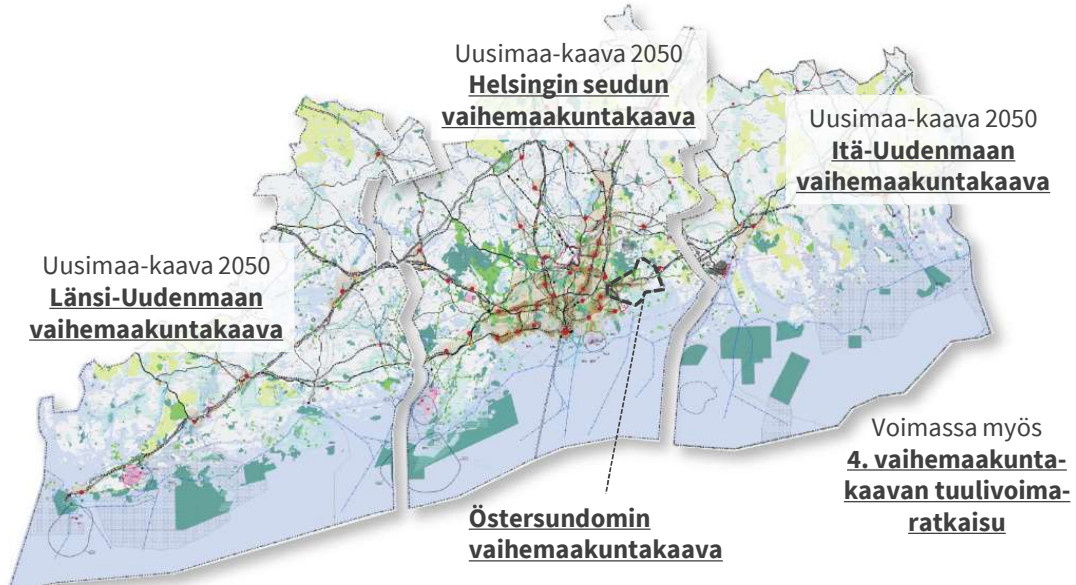 Uusimaa-kaava 2050
Helsingin seudun
vaihemaakuntakaava
Uusimaa-kaava 2050
Itä-Uudenmaan
vaihemaakuntakaava
Uusimaa-kaava 2050
Länsi-Uudenmaan
vaihemaakuntakaava
Voimassa myös
4. vaihemaakunta-
kaavan tuulivoima-
ratkaisu
Östersundomin
vaihemaakuntakaava